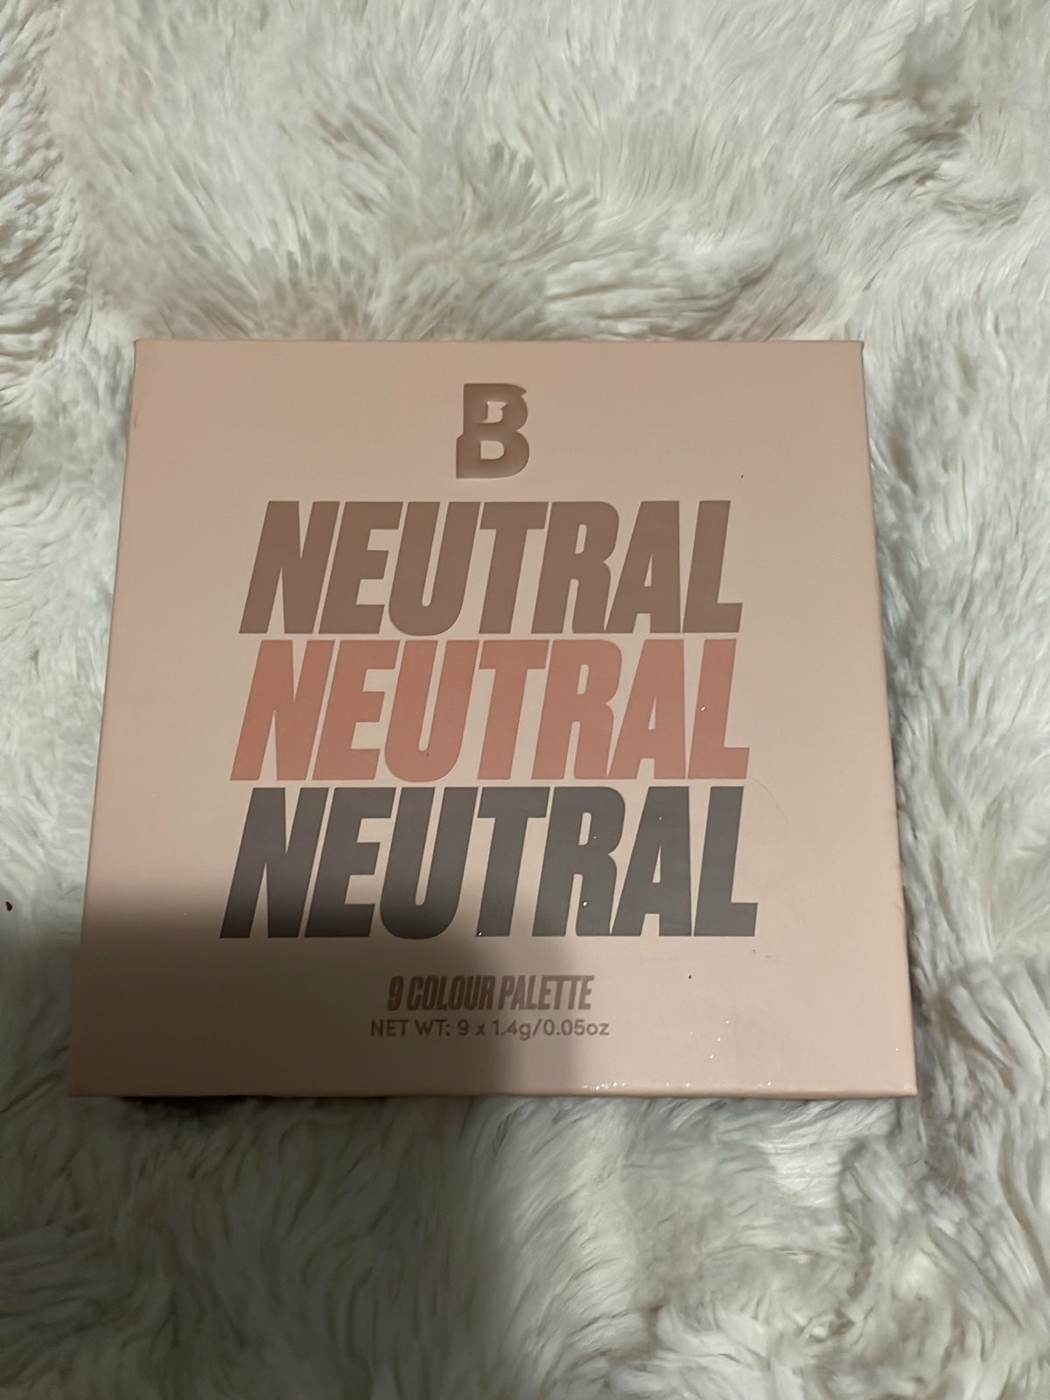 B
NEUTRAL
NEUTRAL
NEUTRAL
9 COLOUR PALETTE
NET WT: 9 x 1.4g/0.05oz